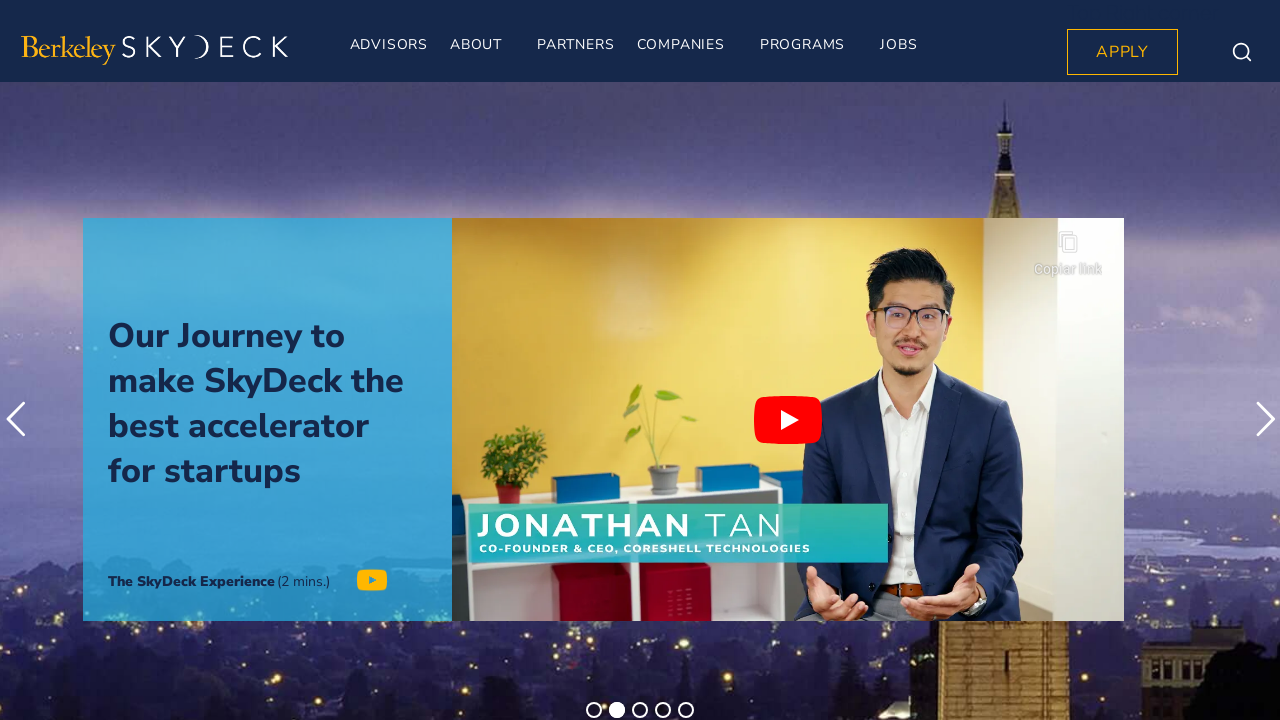 Berkeley SKYDECK
ADVISORS
ABOUT
PARTNERS
COMPANIES
PROGRAMS
JOBS
APPLY
Our Journey to
make SkyDeck the
best accelerator
for startups
The SkyDeck Experience (2 mins.)
Copiar link
JONATHAN TAN
CO-FOUNDER & CEO, CORESHELL TECHNOLOGIES